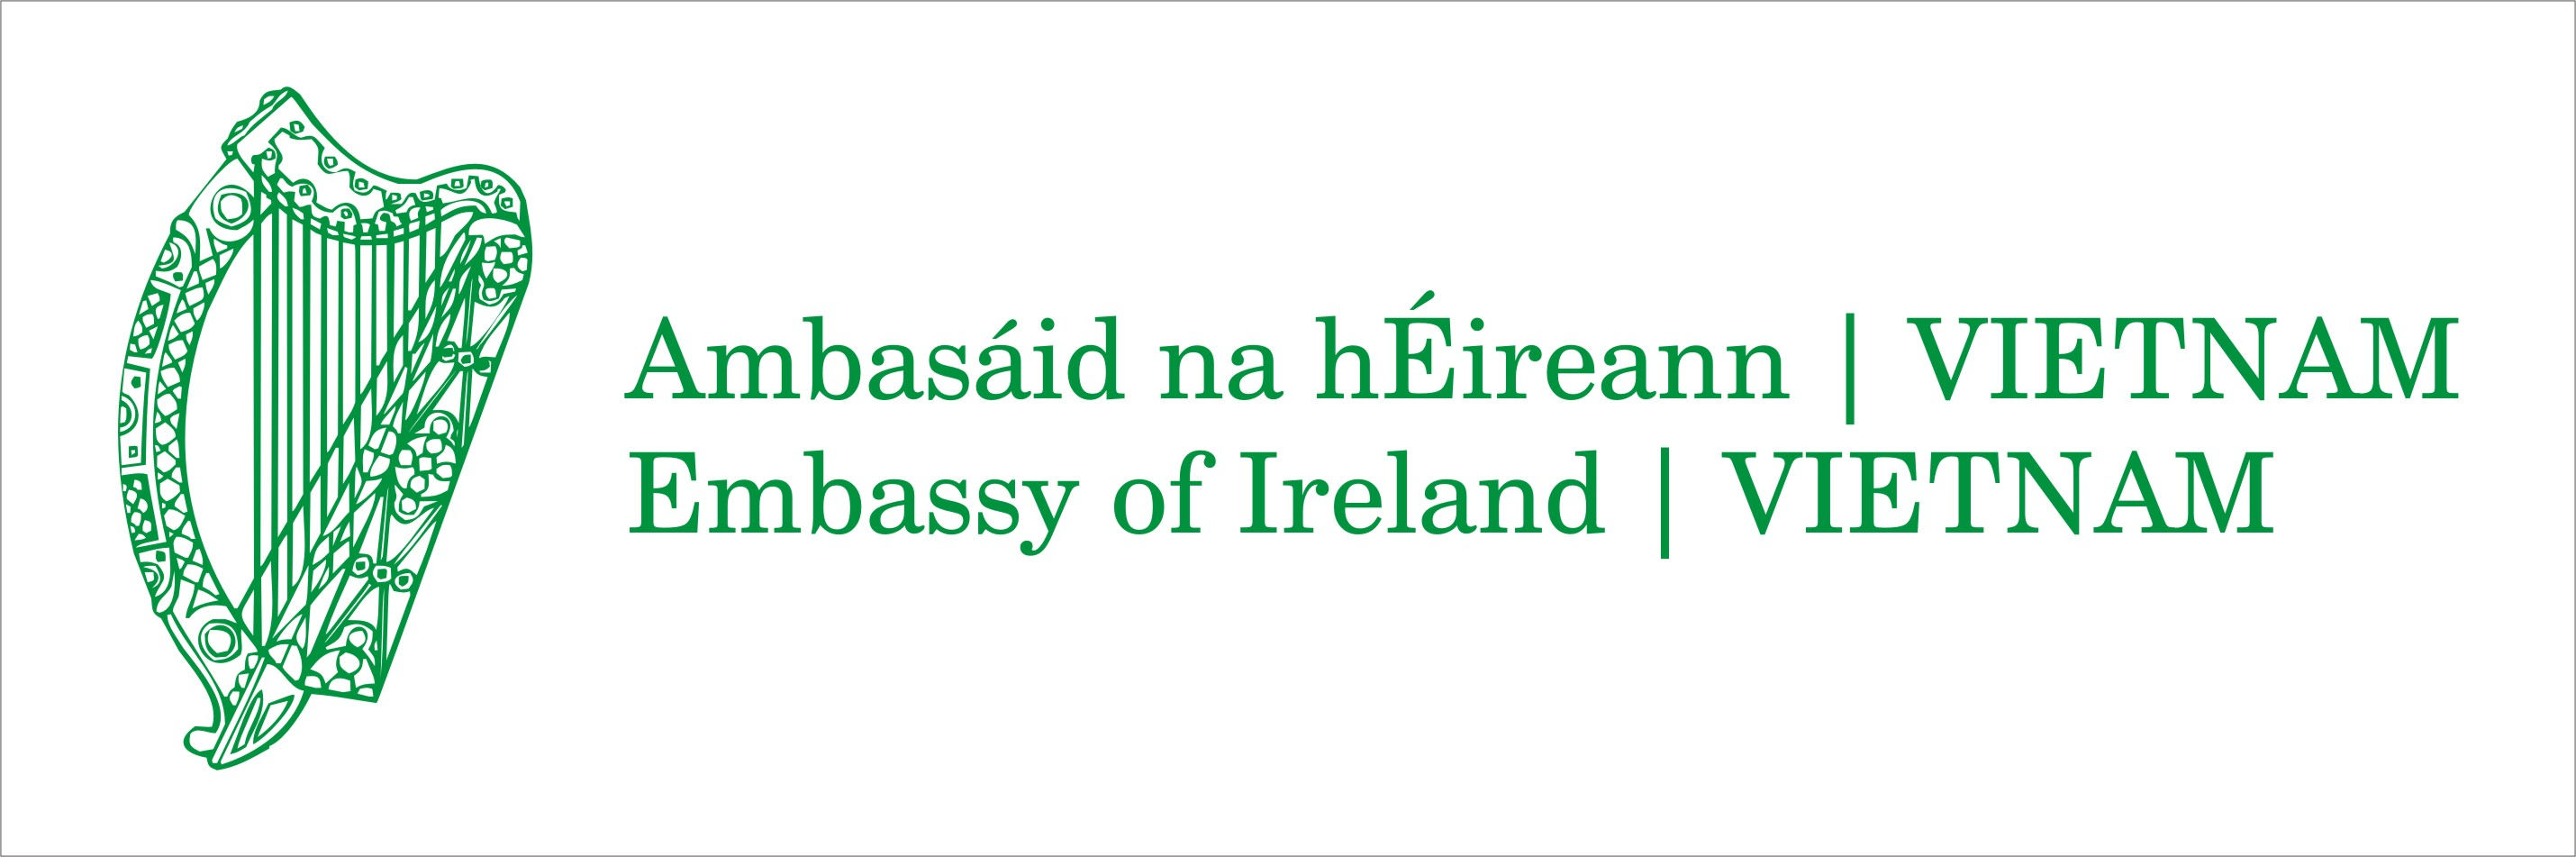 Ambasáid na hÉireann | VIETNAM
Embassy of Ireland | VIETNAM